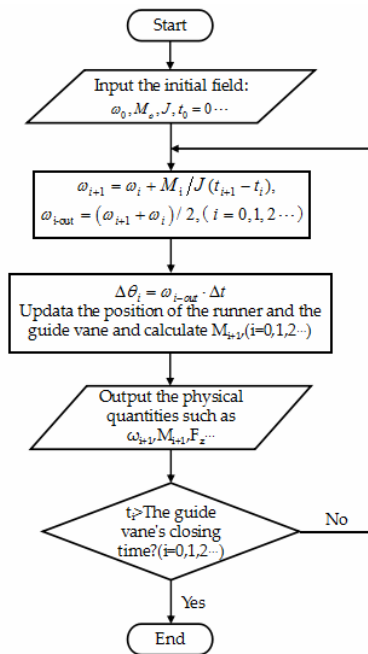 Start
Input the initial field:
ω₀,Mₒ,J,t₀=0⋯
ωᵢ₊₁ = ωᵢ + Mᵢ/J(tᵢ₊₁ − tᵢ),
ω_{i-out} = (ωᵢ₊₁ + ωᵢ)/2,(i = 0,1,2⋯)
Δθᵢ = ω_{i−out} · Δt
Updata the position of the runner and the
guide vane and calculate Mᵢ₊₁,(i=0,1,2⋯)
Output the physical
quantities such as
ωᵢ₊₁,Mᵢ₊₁,F_z⋯
tᵢ>The guide
vane's closing
time?(i=0,1,2⋯)
No
Yes
End